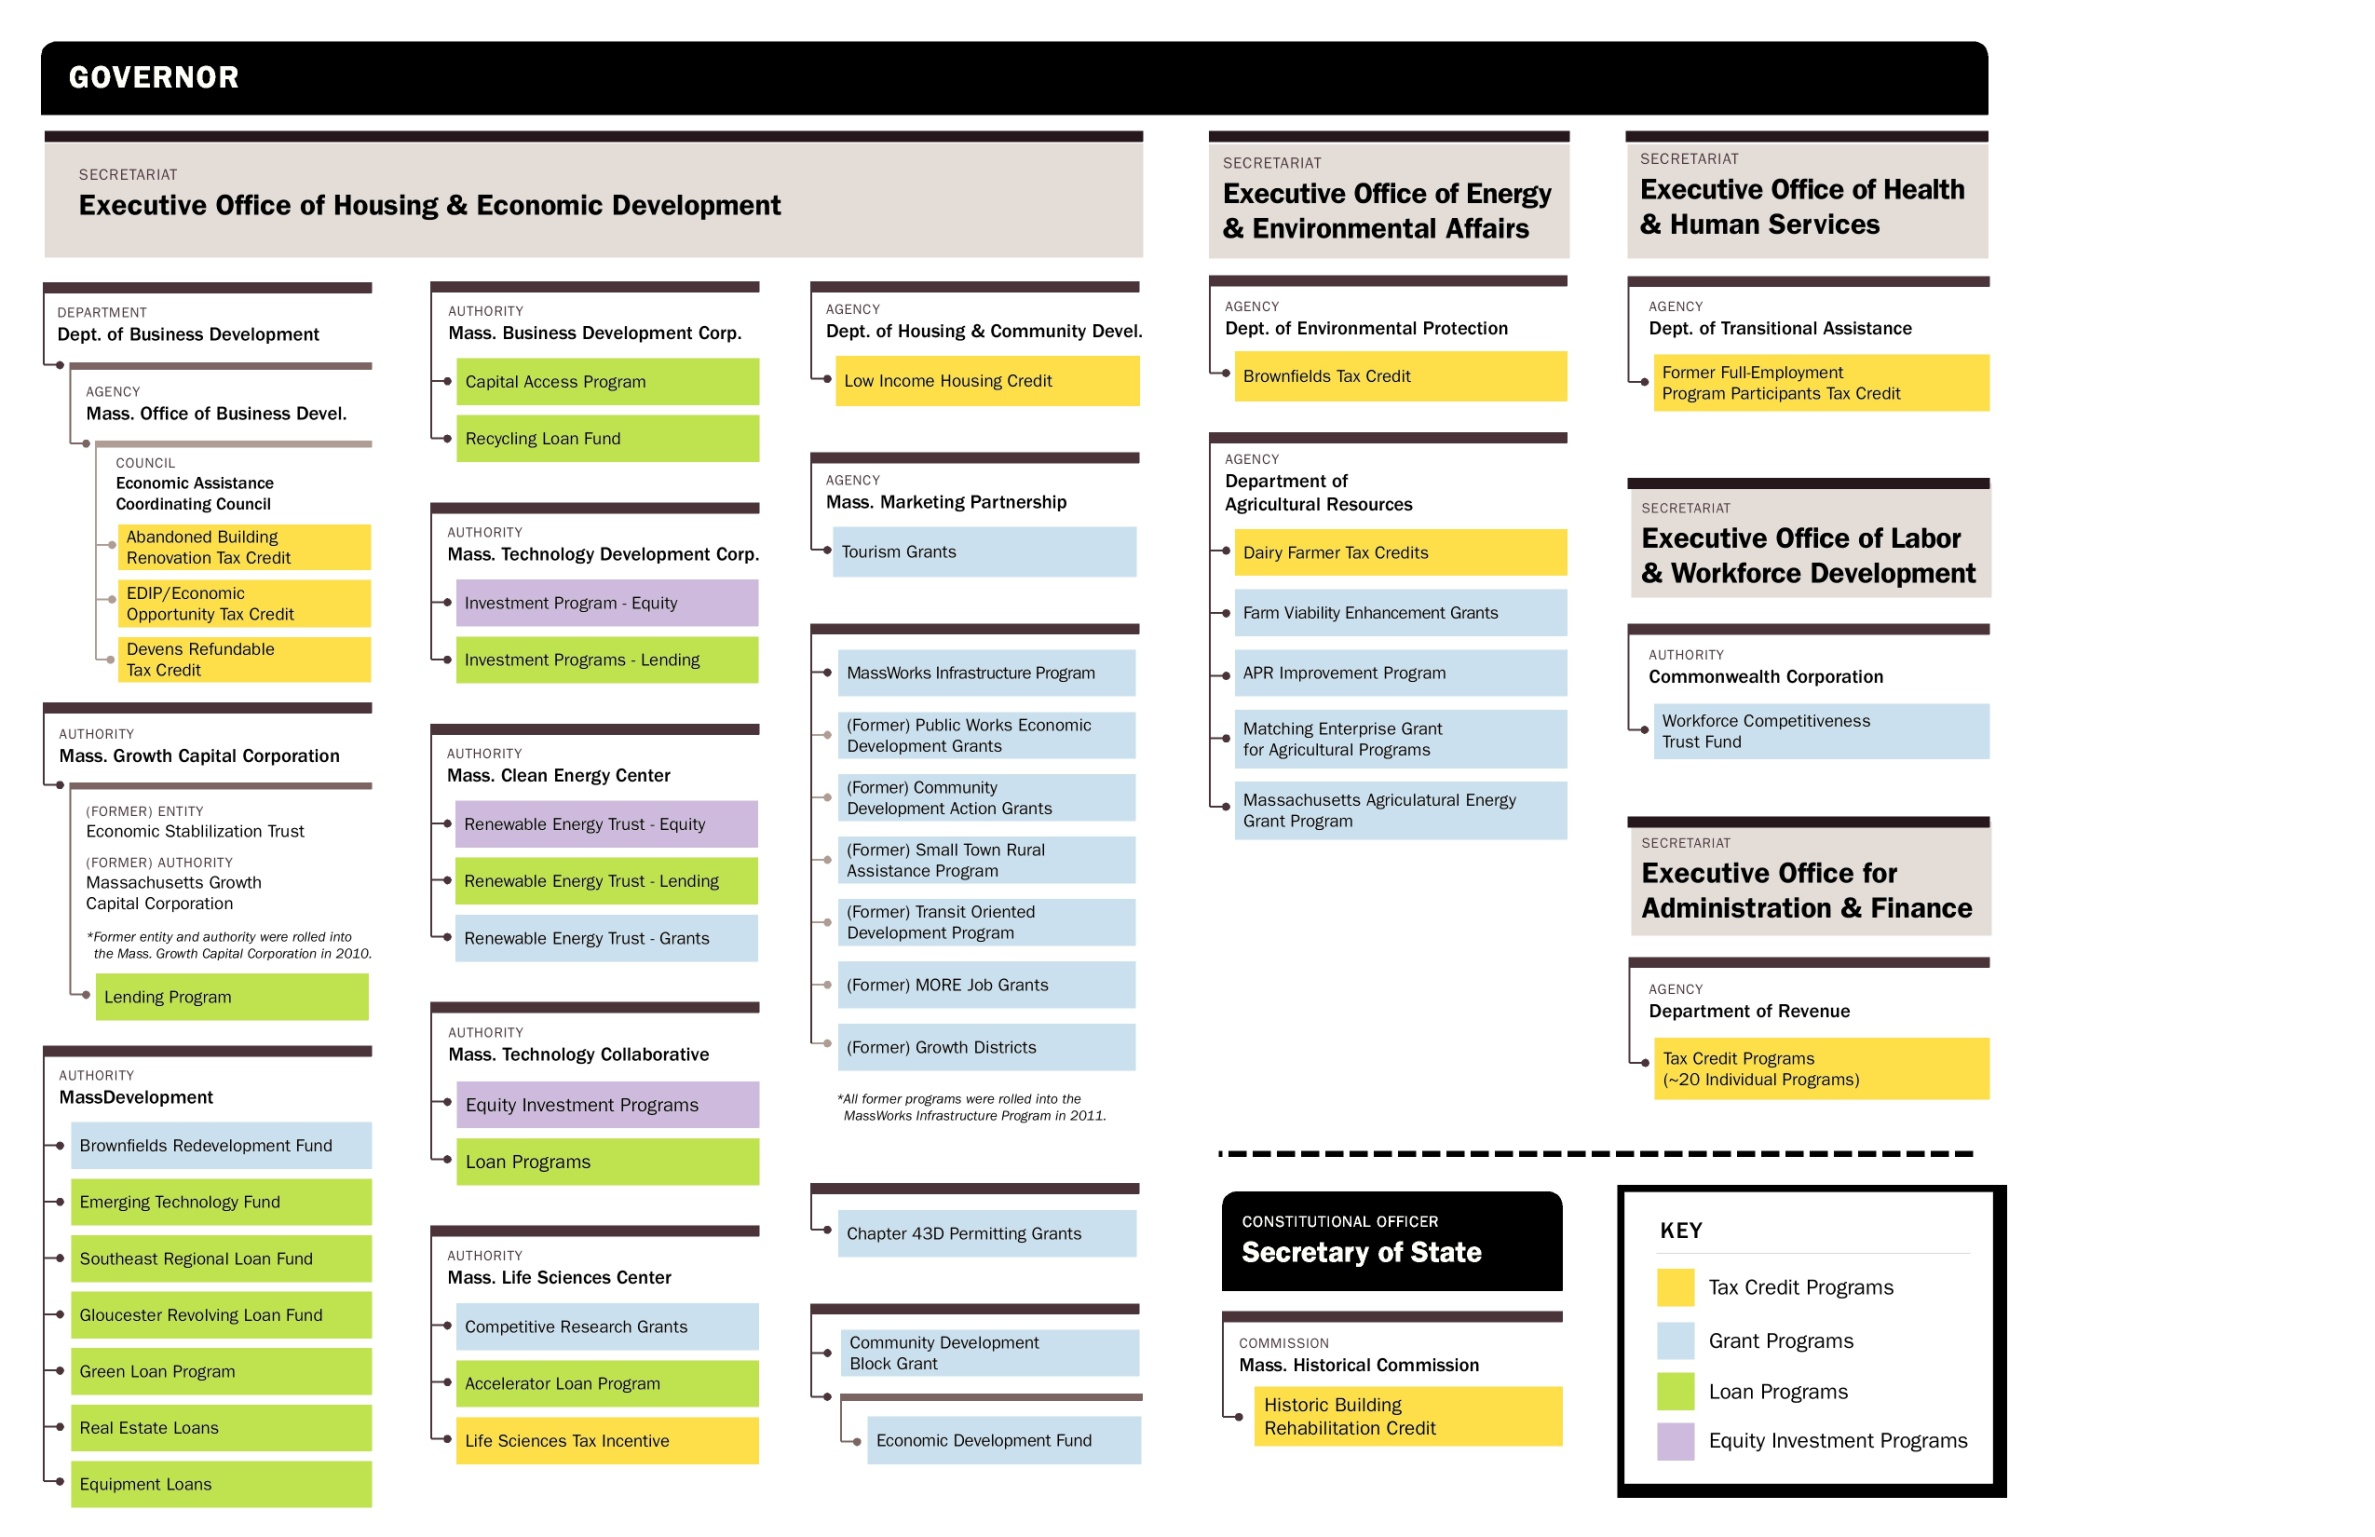 GOVERNOR
SECRETARIAT
Executive Office of Housing & Economic Development
DEPARTMENT
Dept. of Business Development
AGENCY
Mass. Office of Business Devel.
COUNCIL
Economic Assistance
Coordinating Council
Abandoned Building
Renovation Tax Credit
EDIP/Economic
Opportunity Tax Credit
Devens Refundable
Tax Credit
AUTHORITY
Mass. Growth Capital Corporation
(FORMER) ENTITY
Economic Stablilization Trust
(FORMER) AUTHORITY
Massachusetts Growth
Capital Corporation
*Former entity and authority were rolled into
the Mass. Growth Capital Corporation in 2010.
Lending Program
AUTHORITY
MassDevelopment
Brownfields Redevelopment Fund
Emerging Technology Fund
Southeast Regional Loan Fund
Gloucester Revolving Loan Fund
Green Loan Program
Real Estate Loans
Equipment Loans
AUTHORITY
Mass. Business Development Corp.
Capital Access Program
Recycling Loan Fund
AUTHORITY
Mass. Technology Development Corp.
Investment Program - Equity
Investment Programs - Lending
AUTHORITY
Mass. Clean Energy Center
Renewable Energy Trust - Equity
Renewable Energy Trust - Lending
Renewable Energy Trust - Grants
AUTHORITY
Mass. Technology Collaborative
Equity Investment Programs
Loan Programs
AUTHORITY
Mass. Life Sciences Center
Competitive Research Grants
Accelerator Loan Program
Life Sciences Tax Incentive
AGENCY
Dept. of Housing & Community Devel.
Low Income Housing Credit
AGENCY
Mass. Marketing Partnership
Tourism Grants
MassWorks Infrastructure Program
(Former) Public Works Economic
Development Grants
(Former) Community
Development Action Grants
(Former) Small Town Rural
Assistance Program
(Former) Transit Oriented
Development Program
(Former) MORE Job Grants
(Former) Growth Districts
*All former programs were rolled into the
MassWorks Infrastructure Program in 2011.
Chapter 43D Permitting Grants
Community Development
Block Grant
Economic Development Fund
SECRETARIAT
Executive Office of Energy
& Environmental Affairs
AGENCY
Dept. of Environmental Protection
Brownfields Tax Credit
AGENCY
Department of
Agricultural Resources
Dairy Farmer Tax Credits
Farm Viability Enhancement Grants
APR Improvement Program
Matching Enterprise Grant
for Agricultural Programs
Massachusetts Agriculatural Energy
Grant Program
SECRETARIAT
Executive Office of Health
& Human Services
AGENCY
Dept. of Transitional Assistance
Former Full-Employment
Program Participants Tax Credit
SECRETARIAT
Executive Office of Labor
& Workforce Development
AUTHORITY
Commonwealth Corporation
Workforce Competitiveness
Trust Fund
SECRETARIAT
Executive Office for
Administration & Finance
AGENCY
Department of Revenue
Tax Credit Programs
(~20 Individual Programs)
CONSTITUTIONAL OFFICER
Secretary of State
COMMISSION
Mass. Historical Commission
Historic Building
Rehabilitation Credit
KEY
Tax Credit Programs
Grant Programs
Loan Programs
Equity Investment Programs